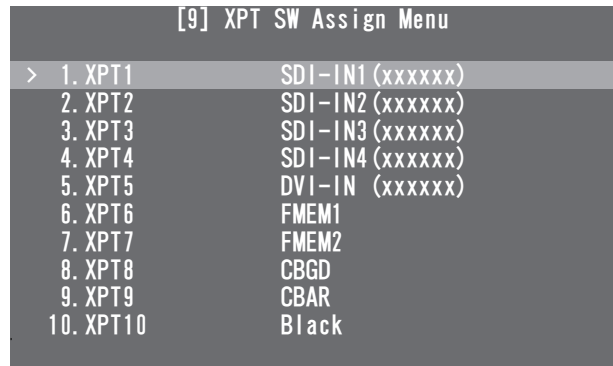 [9] XPT SW Assign Menu
> 1. XPT1 SDI-IN1(xxxxxx)
2. XPT2 SDI-IN2(xxxxxx)
3. XPT3 SDI-IN3(xxxxxx)
4. XPT4 SDI-IN4(xxxxxx)
5. XPT5 DVI-IN (xxxxxx)
6. XPT6 FMEM1
7. XPT7 FMEM2
8. XPT8 CBGD
9. XPT9 CBAR
10. XPT10 Black